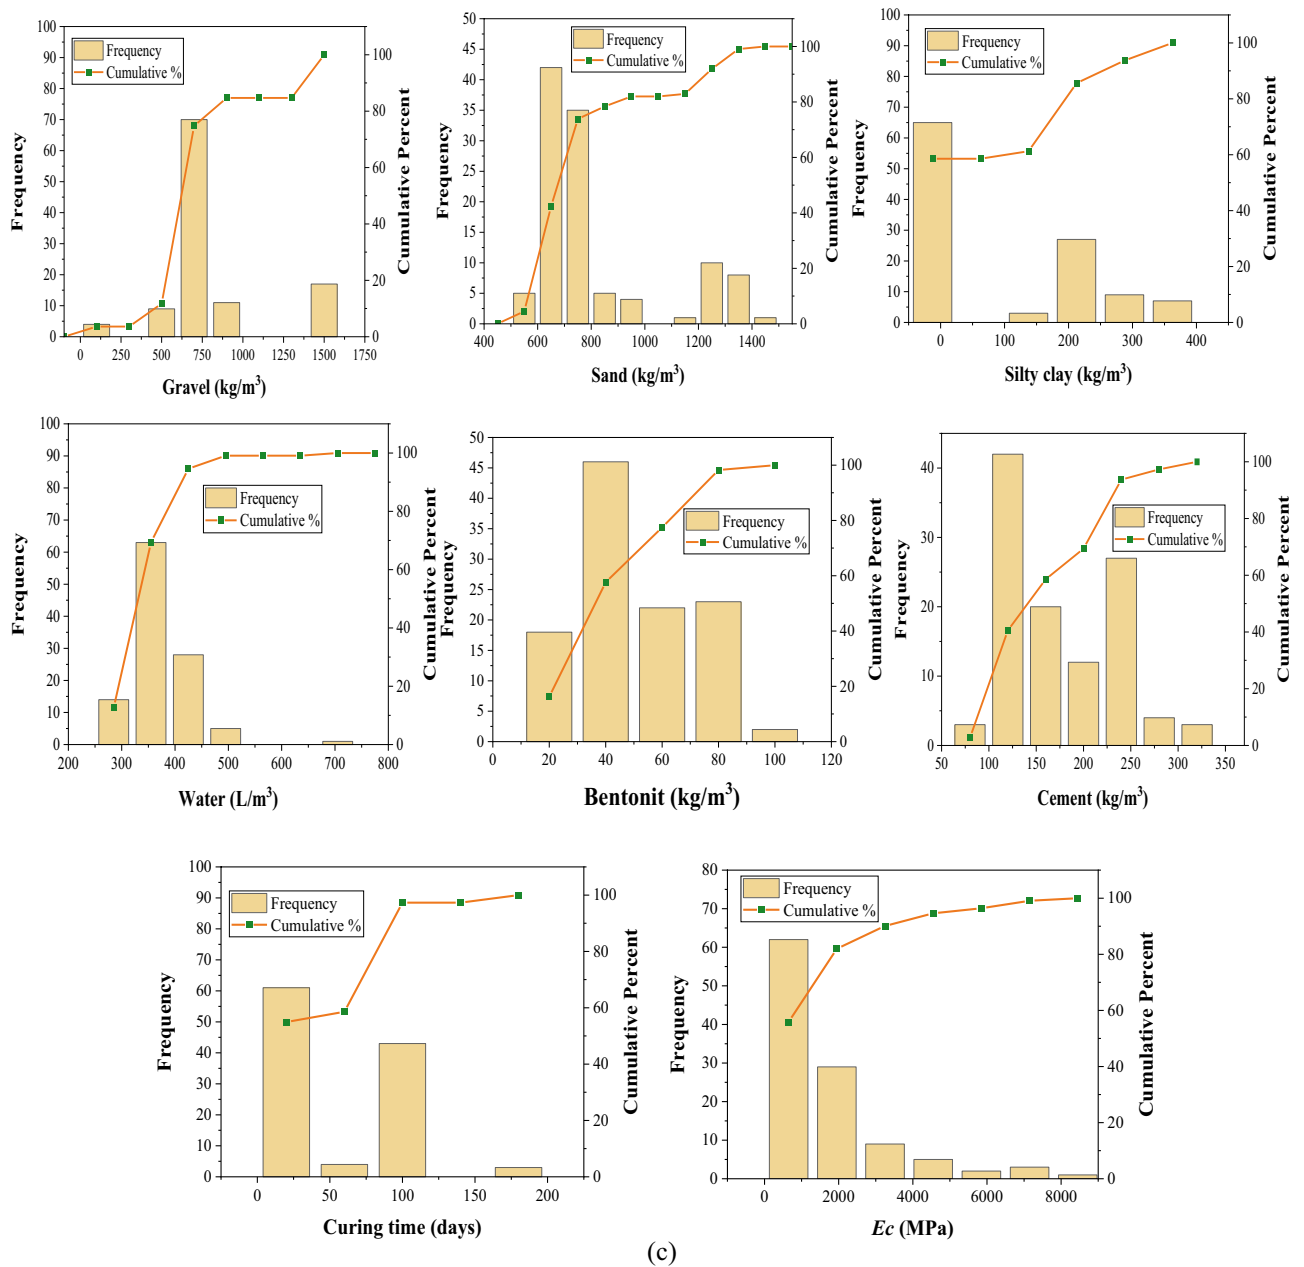 100
90
80
70
60
50
40
30
20
10
0
Frequency
Frequency
Cumulative %
100
80
60
40
20
0
Cumulative Percent
0 250 500 750 1000 1250 1500 1750
Gravel (kg/m³)
50
45
40
35
30
25
20
15
10
5
0
Frequency
Frequency
Cumulative %
100
80
60
40
20
0
Cumulative Percent
400 600 800 1000 1200 1400
Sand (kg/m³)
100
90
80
70
60
50
40
30
20
10
0
Frequency
Frequency
Cumulative %
100
80
60
40
20
0
Cumulative Percent
0 100 200 300 400
Silty clay (kg/m³)
100
90
80
70
60
50
40
30
20
10
0
Frequency
Frequency
Cumulative %
100
80
60
40
20
0
Cumulative Percent
200 300 400 500 600 700 800
Water (L/m³)
50
45
40
35
30
25
20
15
10
5
0
Frequency
Frequency
Cumulative %
100
80
60
40
20
0
Cumulative Percent
0 20 40 60 80 100 120
Bentonit (kg/m³)
40
30
20
10
0
Frequency
Frequency
Cumulative %
100
80
60
40
20
0
Cumulative Percent
50 100 150 200 250 300 350
Cement (kg/m³)
100
90
80
70
60
50
40
30
20
10
0
Frequency
Frequency
Cumulative %
100
80
60
40
20
0
Cumulative Percent
0 50 100 150 200
Curing time (days)
80
70
60
50
40
30
20
10
0
Frequency
Frequency
Cumulative %
100
80
60
40
20
0
Cumulative Percent
0 2000 4000 6000 8000
Ec (MPa)
(c)